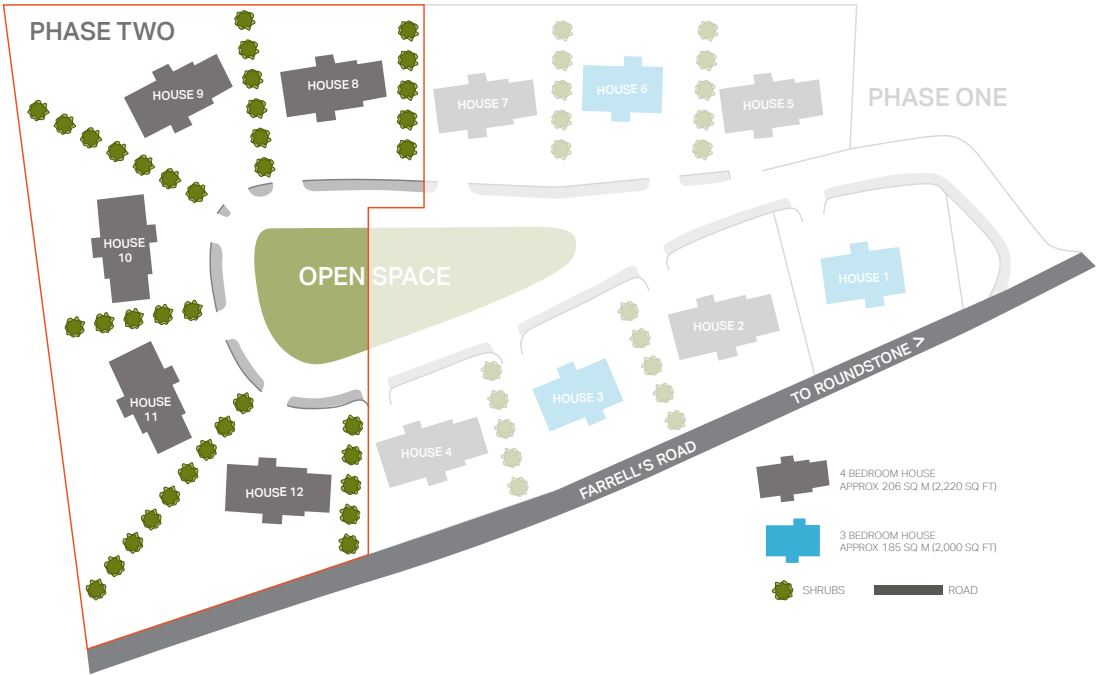 PHASE TWO
HOUSE 9
HOUSE 8
HOUSE 7
HOUSE 6
HOUSE 5
PHASE ONE
HOUSE
10
OPEN SPACE
HOUSE 1
HOUSE 2
HOUSE 3
HOUSE
11
HOUSE 4
HOUSE 12
TO ROUNDSTONE >
FARRELL'S ROAD
4 BEDROOM HOUSE
APPROX 206 SQ M (2,220 SQ FT)
3 BEDROOM HOUSE
APPROX 185 SQ M (2,000 SQ FT)
SHRUBS
ROAD